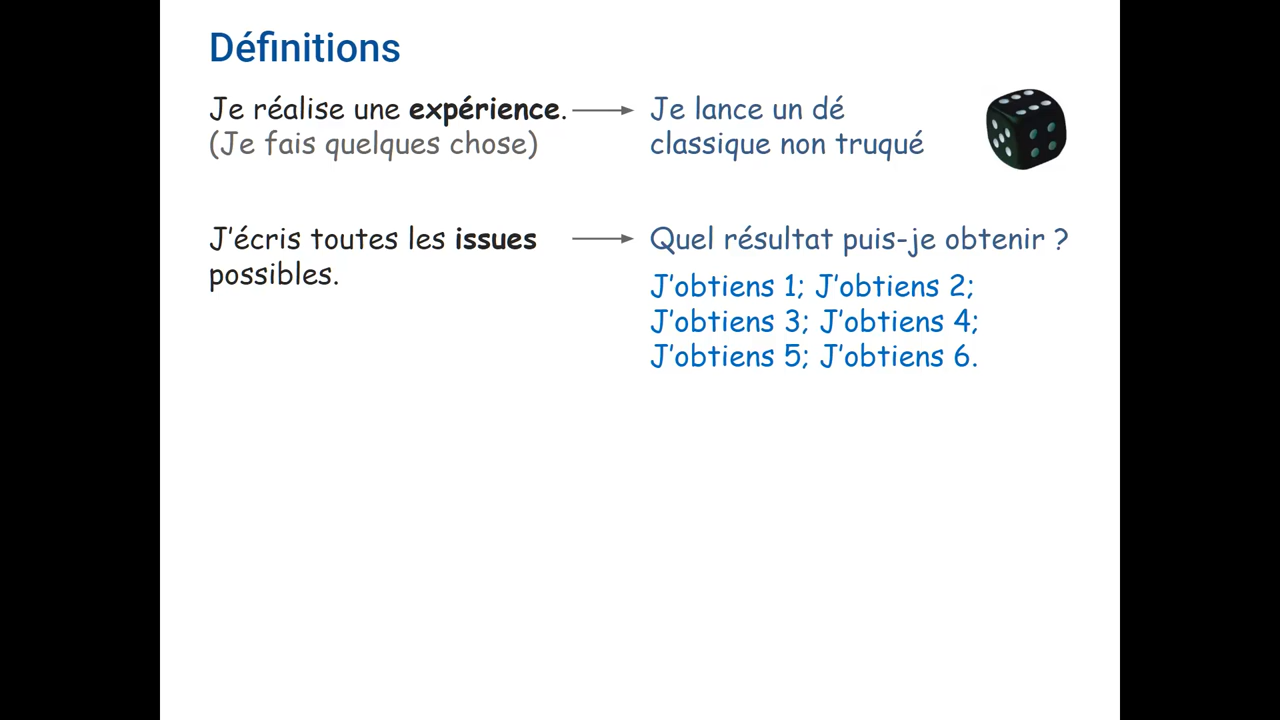 Définitions
Je réalise une expérience.
(Je fais quelques chose)
Je lance un dé
classique non truqué
J'écris toutes les issues
possibles.
Quel résultat puis-je obtenir ?
J'obtiens 1; J'obtiens 2;
J'obtiens 3; J'obtiens 4;
J'obtiens 5; J'obtiens 6.